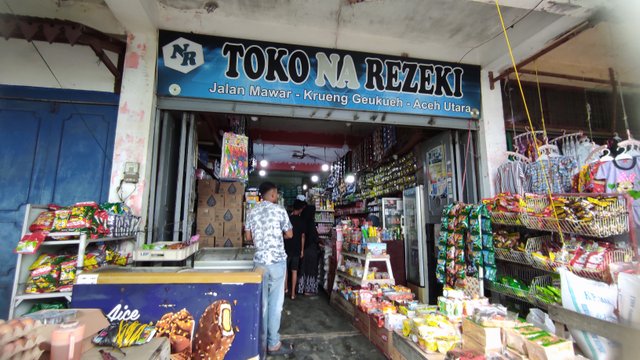 NR
TOKO NA REZEKI
Jalan Mawar - Krueng Geukueh - Aceh Utara
Aice